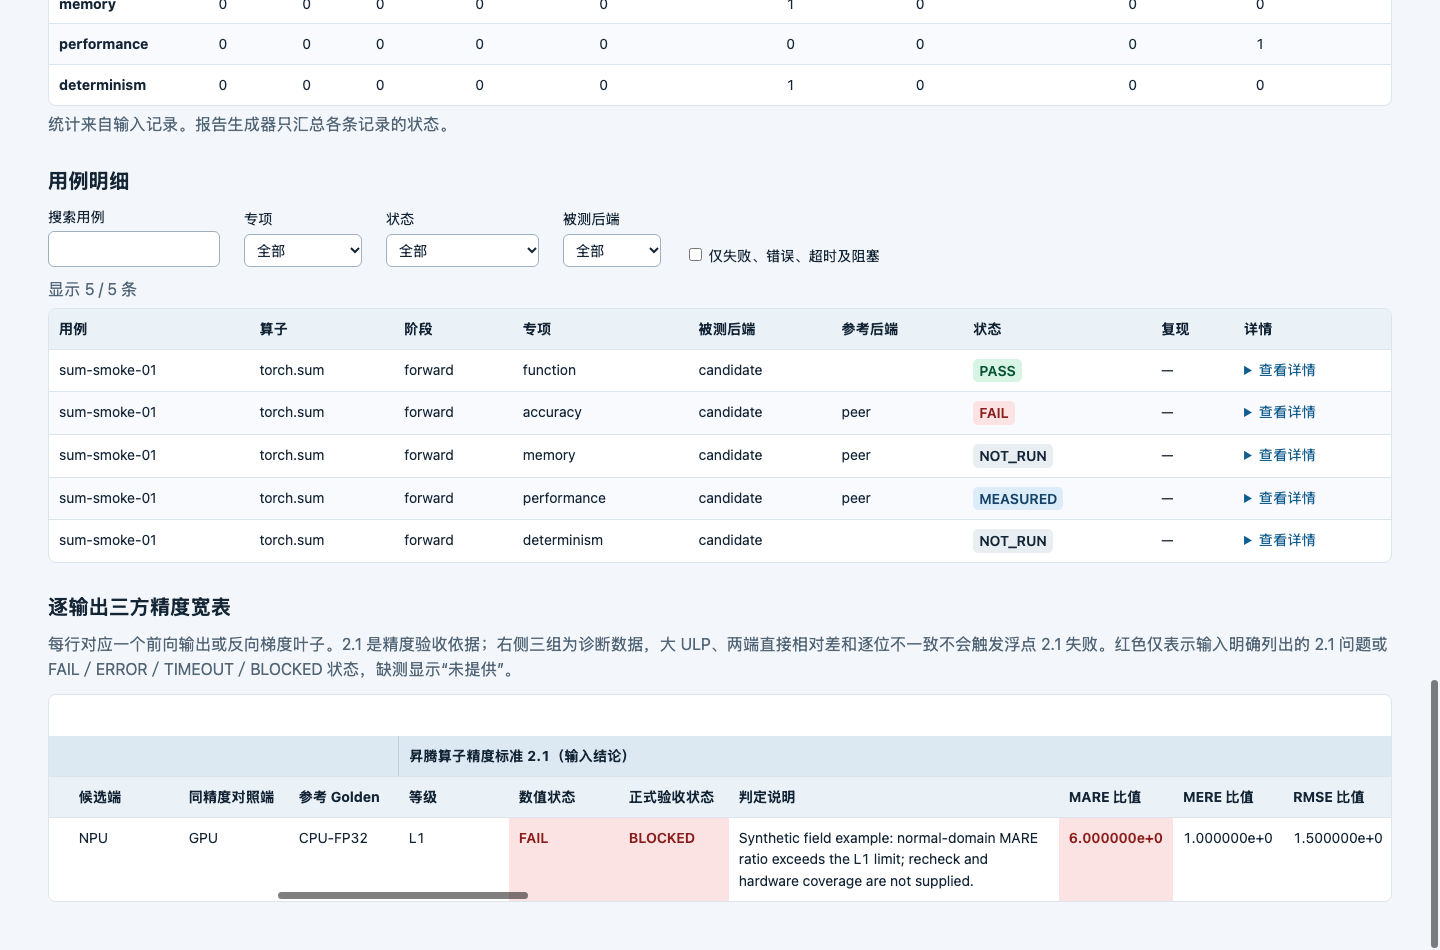 memory 0 0 0 0 0 1 0 0 0
performance 0 0 0 0 0 0 0 0 1
determinism 0 0 0 0 0 1 0 0 0
统计来自输入记录。报告生成器只汇总各条记录的状态。
用例明细
搜索用例 专项 状态 被测后端
全部 全部 全部 仅失败、错误、超时及阻塞
显示 5 / 5 条
用例 算子 阶段 专项 被测后端 参考后端 状态 复现 详情
sum-smoke-01 torch.sum forward function candidate PASS — ▶ 查看详情
sum-smoke-01 torch.sum forward accuracy candidate peer FAIL — ▶ 查看详情
sum-smoke-01 torch.sum forward memory candidate peer NOT_RUN — ▶ 查看详情
sum-smoke-01 torch.sum forward performance candidate peer MEASURED — ▶ 查看详情
sum-smoke-01 torch.sum forward determinism candidate NOT_RUN — ▶ 查看详情
逐输出三方精度宽表
每行对应一个前向输出或反向梯度叶子。2.1 是精度验收依据；右侧三组为诊断数据，大 ULP、两端直接相对差和逐位不一致不会触发浮点 2.1 失败。红色仅表示输入明确列出的 2.1 问题或
FAIL / ERROR / TIMEOUT / BLOCKED 状态，缺测显示“未提供”。
昇腾算子精度标准 2.1（输入结论）
候选端 同精度对照端 参考 Golden 等级 数值状态 正式验收状态 判定说明 MARE 比值 MERE 比值 RMSE 比值
NPU GPU CPU-FP32 L1 FAIL BLOCKED Synthetic field example: normal-domain MARE 6.000000e+0 1.000000e+0 1.500000e+0
ratio exceeds the L1 limit; recheck and
hardware coverage are not supplied.